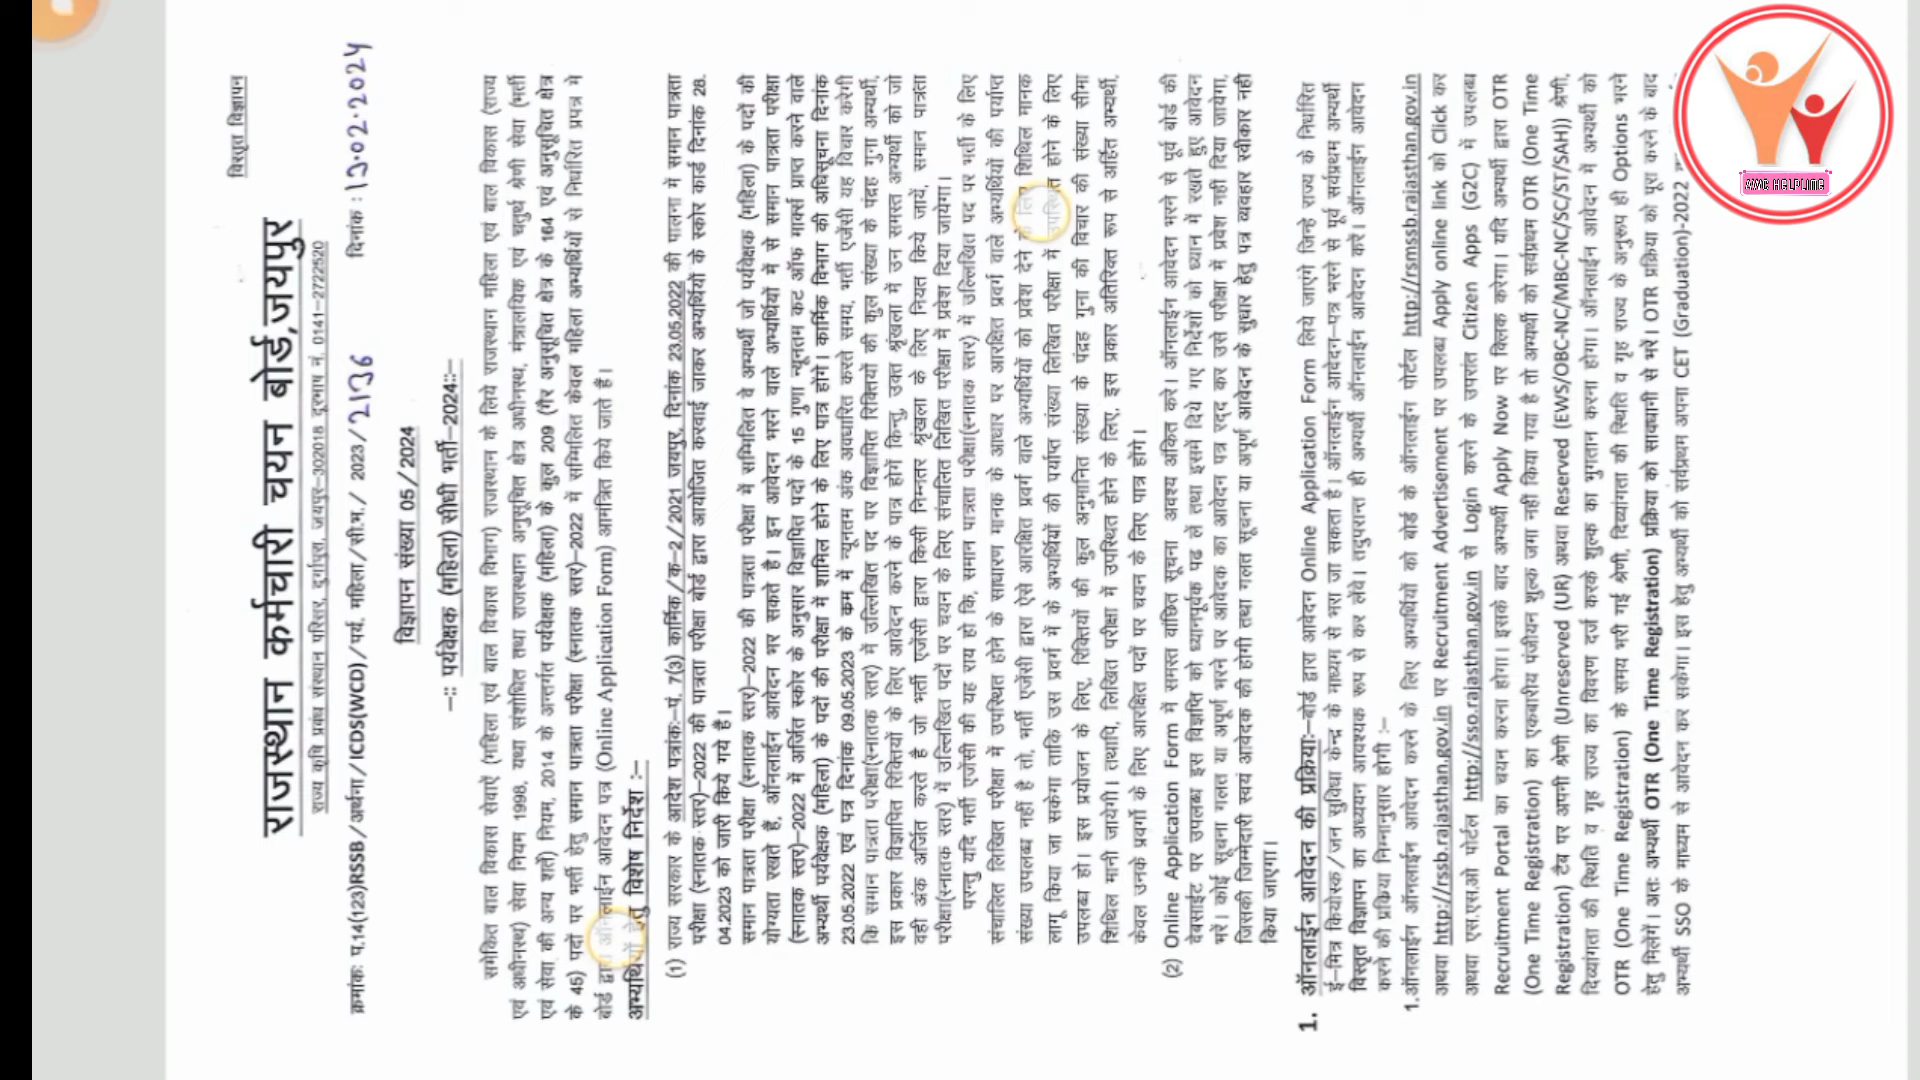 विस्तृत विज्ञापन
राजस्थान कर्मचारी चयन बोर्ड,जयपुर
राज्य कृषि प्रबंध संस्थान परिसर, दुर्गापुरा, जयपुर–302018 दूरभाष नं. 0141–2722520
क्रमांकः प.14(123)RSSB/अर्थना/ICDS(WCD)/पर्य. महिला/सी.भ./ 2023/2136 दिनांक :
विज्ञापन संख्या 05/2024
–:: पर्यवेक्षक (महिला) सीधी भर्ती–2024::–
समेकित बाल विकास सेवाऐं (महिला एवं बाल विकास विभाग) राजस्थान के लिये राजस्थान महिला एवं बाल विकास (राज्य
एवं अधीनस्थ) सेवा नियम 1998, यथा संशोधित तथा राजस्थान अनुसूचित क्षेत्र अधीनस्थ, मंत्रालयिक एवं चतुर्थ श्रेणी सेवा (भर्ती
एवं सेवा की अन्य शर्तें) नियम, 2014 के अन्तर्गत पर्यवेक्षक (महिला) के कुल 209 (गैर अनुसूचित क्षेत्र के 164 एवं अनुसूचित क्षेत्र
के 45) पदों पर भर्ती हेतु समान पात्रता परीक्षा (स्नातक स्तर)–2022 में सम्मिलित केवल महिला अभ्यर्थियों से निर्धारित प्रपत्र में
बोर्ड द्वारा ऑनलाईन आवेदन पत्र (Online Application Form) आमंत्रित किये जाते हैं।
अभ्यर्थियों हेतु विशेष निर्देश :–
(1) राज्य सरकार के आदेश पत्रांक:–पं. 7(3) कार्मिक/क–2/2021 जयपुर, दिनांक 23.05.2022 की पालना में समान पात्रता
परीक्षा (स्नातक स्तर)–2022 की पात्रता परीक्षा बोर्ड द्वारा आयोजित करवाई जाकर अभ्यर्थियों के स्कोर कार्ड दिनांक 28.
04.2023 को जारी किये गये है।
समान पात्रता परीक्षा (स्नातक स्तर)–2022 की पात्रता परीक्षा में सम्मिलित वे अभ्यर्थी जो पर्यवेक्षक (महिला) के पदों की
योग्यता रखते हैं, ऑनलाईन आवेदन भर सकते है। इन आवेदन भरने वाले अभ्यर्थियों में से समान पात्रता परीक्षा
(स्नातक स्तर)–2022 में अर्जित स्कोर के अनुसार विज्ञापित पदों के 15 गुणा न्यूनतम कट ऑफ मार्क्स प्राप्त करने वाले
अभ्यर्थी पर्यवेक्षक (महिला) के पदों की परीक्षा में शामिल होने के लिए पात्र होंगे। कार्मिक विभाग की अधिसूचना दिनांक
23.05.2022 एवं पत्र दिनांक 09.05.2023 के क्रम में न्यूनतम अंक अवधारित करते समय, भर्ती एजेंसी यह विचार करेगी
कि समान पात्रता परीक्षा(स्नातक स्तर) में उल्लिखित पद पर विज्ञापित रिक्तियों की कुल संख्या के पंद्रह गुना अभ्यर्थी,
इस प्रकार विज्ञापित रिक्तियों के लिए आवेदन करने के पात्र होगें किन्तु, उक्त श्रृंखला में उन समस्त अभ्यर्थी को जो
वही अंक अर्जित करते है जो भर्ती एजेंसी द्वारा किसी निम्नतर श्रृंखला के लिए नियत किये जायें, समान पात्रता
परीक्षा(स्नातक स्तर) में उल्लिखित पदों पर चयन के लिए संचालित लिखित परीक्षा में प्रवेश दिया जायेगा।
परन्तु यदि भर्ती एजेंसी की यह राय हो कि, समान पात्रता परीक्षा(स्नातक स्तर) में उल्लिखित पद पर भर्ती के लिए
संचालित लिखित परीक्षा में उपस्थित होने के साधारण मानक के आधार पर आरक्षित प्रवर्ग वाले अभ्यर्थियों की पर्याप्त
संख्या उपलब्ध नहीं है तो, भर्ती एजेंसी द्वारा ऐसे आरक्षित प्रवर्ग वाले अभ्यर्थियों को प्रवेश देने के लिए शिथिल मानक
लागू किया जा सकेगा ताकि उस प्रवर्ग में के अभ्यर्थियों की पर्याप्त संख्या लिखित परीक्षा में उपस्थित होने के लिए
उपलब्ध हो। इस प्रयोजन के लिए, रिक्तियों की कुल अनुमानित संख्या के पंद्रह गुना की विचार की संख्या सीमा
शिथिल मानी जायेगी। तथापि, लिखित परीक्षा में उपस्थित होने के लिए, इस प्रकार अतिरिक्त रूप से अर्हित अभ्यर्थी,
केवल उनके प्रवर्गों के लिए आरक्षित पदों पर चयन के लिए पात्र होंगे।
(2) Online Application Form में समस्त वांछित सूचना अवश्य अंकित करें। ऑनलाईन आवेदन भरने से पूर्व बोर्ड की
वेबसाईट पर उपलब्ध इस विज्ञप्ति को ध्यानपूर्वक पढ लें तथा इसमें दिये गए निर्देशों को ध्यान में रखते हुए आवेदन
भरें। कोई सूचना गलत या अपूर्ण भरने पर आवेदक का आवेदन पत्र रद्द कर उसे परीक्षा में प्रवेश नहीं दिया जायेगा,
जिसकी जिम्मेदारी स्वयं आवेदक की होगी तथा गलत सूचना या अपूर्ण आवेदन के सुधार हेतु पत्र व्यवहार स्वीकार नहीं
किया जाएगा।
1. ऑनलाईन आवेदन की प्रक्रिया:–बोर्ड द्वारा आवेदन Online Application Form लिये जाएंगे जिन्हें राज्य के निर्धारित
ई–मित्र कियोस्क/जन सुविधा केन्द्र के माध्यम से भरा जा सकता है। ऑनलाईन आवेदन–पत्र भरने से पूर्व सर्वप्रथम अभ्यर्थी
विस्तृत विज्ञापन का अध्ययन आवश्यक रूप से कर लेवें। तदुपरान्त ही अभ्यर्थी ऑनलाईन आवेदन करें। ऑनलाईन आवेदन
करने की प्रक्रिया निम्नानुसार होगी :–
1.ऑनलाईन आवेदन करने के लिए अभ्यर्थियों को बोर्ड के ऑनलाईन पोर्टल http://rsmssb.rajasthan.gov.in
अथवा http://rssb.rajasthan.gov.in पर Recruitment Advertisement पर उपलब्ध Apply online link को Click कर
अथवा एस.एस.ओ पोर्टल http://sso.rajasthan.gov.in से Login करने के उपरांत Citizen Apps (G2C) में उपलब्ध
Recruitment Portal का चयन करना होगा। इसके बाद अभ्यर्थी Apply Now पर क्लिक करेगा। यदि अभ्यर्थी द्वारा OTR
(One Time Registration) का एकबारीय पंजीयन शुल्क जमा नहीं किया गया है तो अभ्यर्थी को सर्वप्रथम OTR (One Time
Registration) टैब पर अपनी श्रेणी (Unreserved (UR) अथवा Reserved (EWS/OBC-NC/MBC-NC/SC/ST/SAH)) श्रेणी,
दिव्यांगता की स्थिति व गृह राज्य का विवरण दर्ज करके शुल्क का भुगतान करना होगा। ऑनलाईन आवेदन में अभ्यर्थी को
OTR (One Time Registration) के समय भरी गई श्रेणी, दिव्यांगता की स्थिति व गृह राज्य के अनुरूप ही Options भरने
हेतु मिलेगें। अतः अभ्यर्थी OTR (One Time Registration) प्रक्रिया को सावधानी से भरें। OTR प्रक्रिया को पूरा करने के बाद
अभ्यर्थी SSO के माध्यम से आवेदन कर सकेगा। इस हेतु अभ्यर्थी को सर्वप्रथम अपना CET (Graduation)-2022
AMG HELPLINE